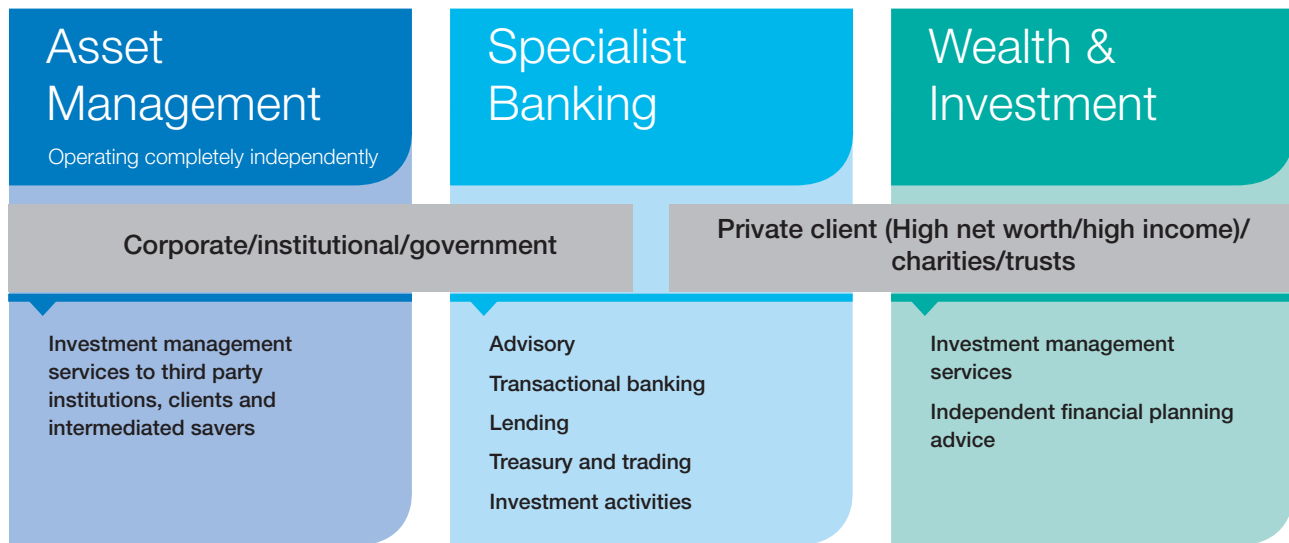 Asset
Management
Operating completely independently
Specialist
Banking
Wealth &
Investment
Corporate/institutional/government
Private client (High net worth/high income)/
charities/trusts
Investment management
services to third party
institutions, clients and
intermediated savers
Advisory
Transactional banking
Lending
Treasury and trading
Investment activities
Investment management
services
Independent financial planning
advice